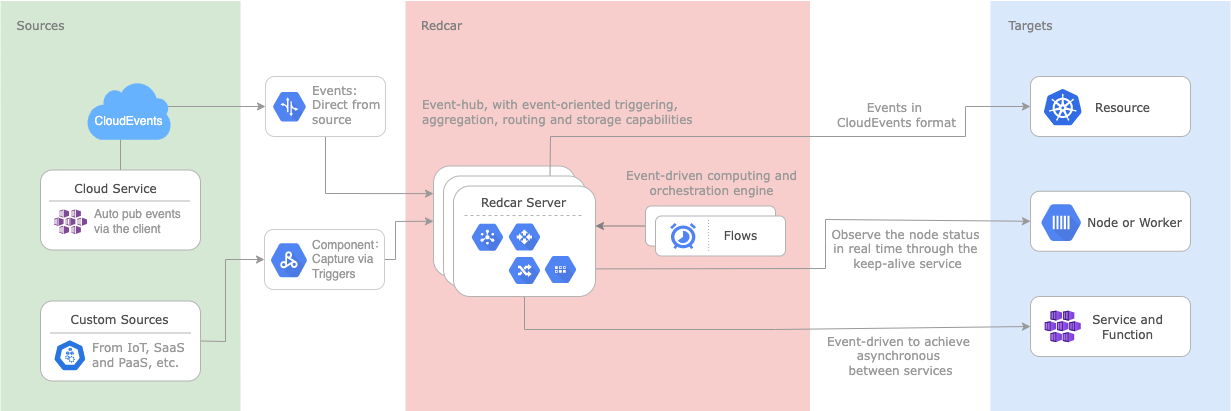 Sources
CloudEvents
Cloud Service
Auto pub events
via the client
Custom Sources
From IoT, SaaS
and PaaS, etc.
Events:
Direct from
source
Component:
Capture via
Triggers
Redcar
Event-hub, with event-oriented triggering,
aggregation, routing and storage capabilities
Redcar Server
Event-driven computing and
orchestration engine
Flows
Events in
CloudEvents format
Observe the node status
in real time through the
keep-alive service
Event-driven to achieve
asynchronous
between services
Targets
Resource
Node or Worker
Service and
Function